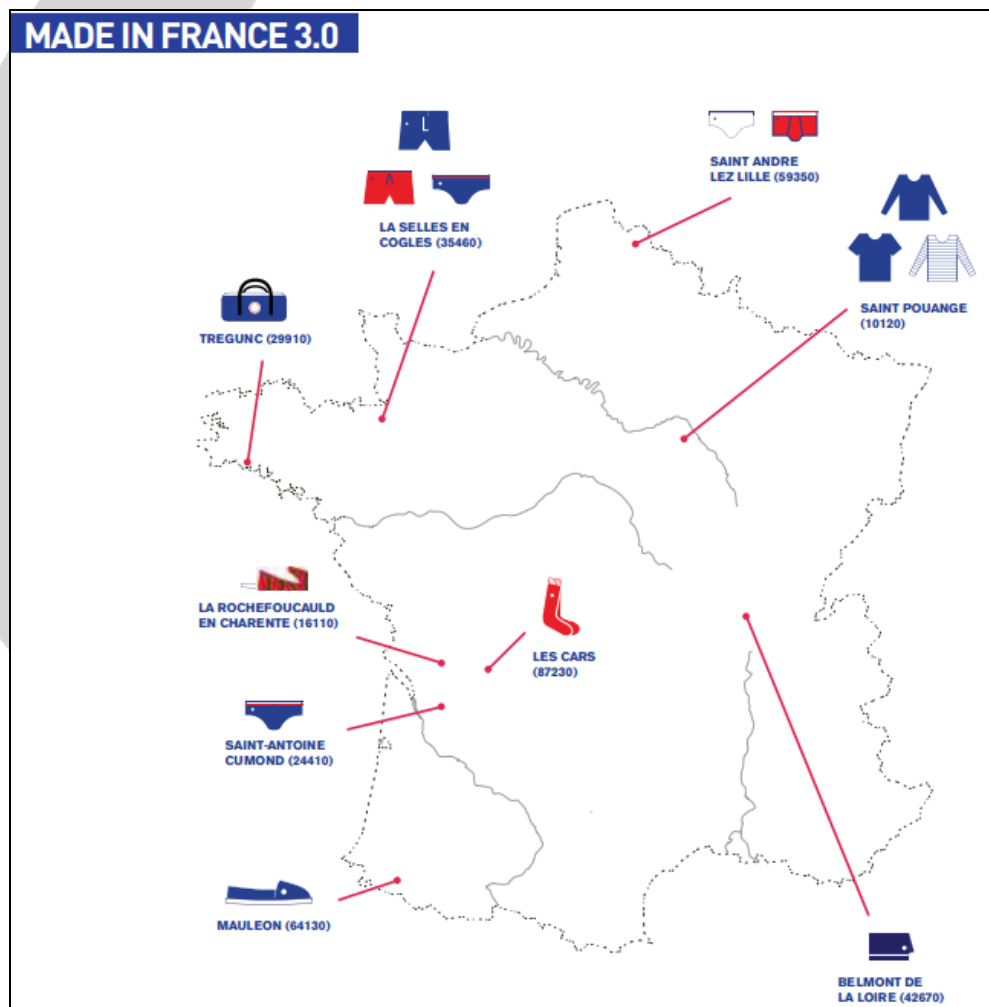 MADE IN FRANCE 3.0
L
SAINT ANDRE
LEZ LILLE (59350)
LA SELLES EN
COGLES (35460)
SAINT POUANGE
(10120)
TREGUNC (29910)
LA ROCHEFOUCAULD
EN CHARENTE (16110)
LES CARS
(87230)
SAINT-ANTOINE
CUMOND (24410)
MAULEON (64130)
BELMONT DE
LA LOIRE (42670)